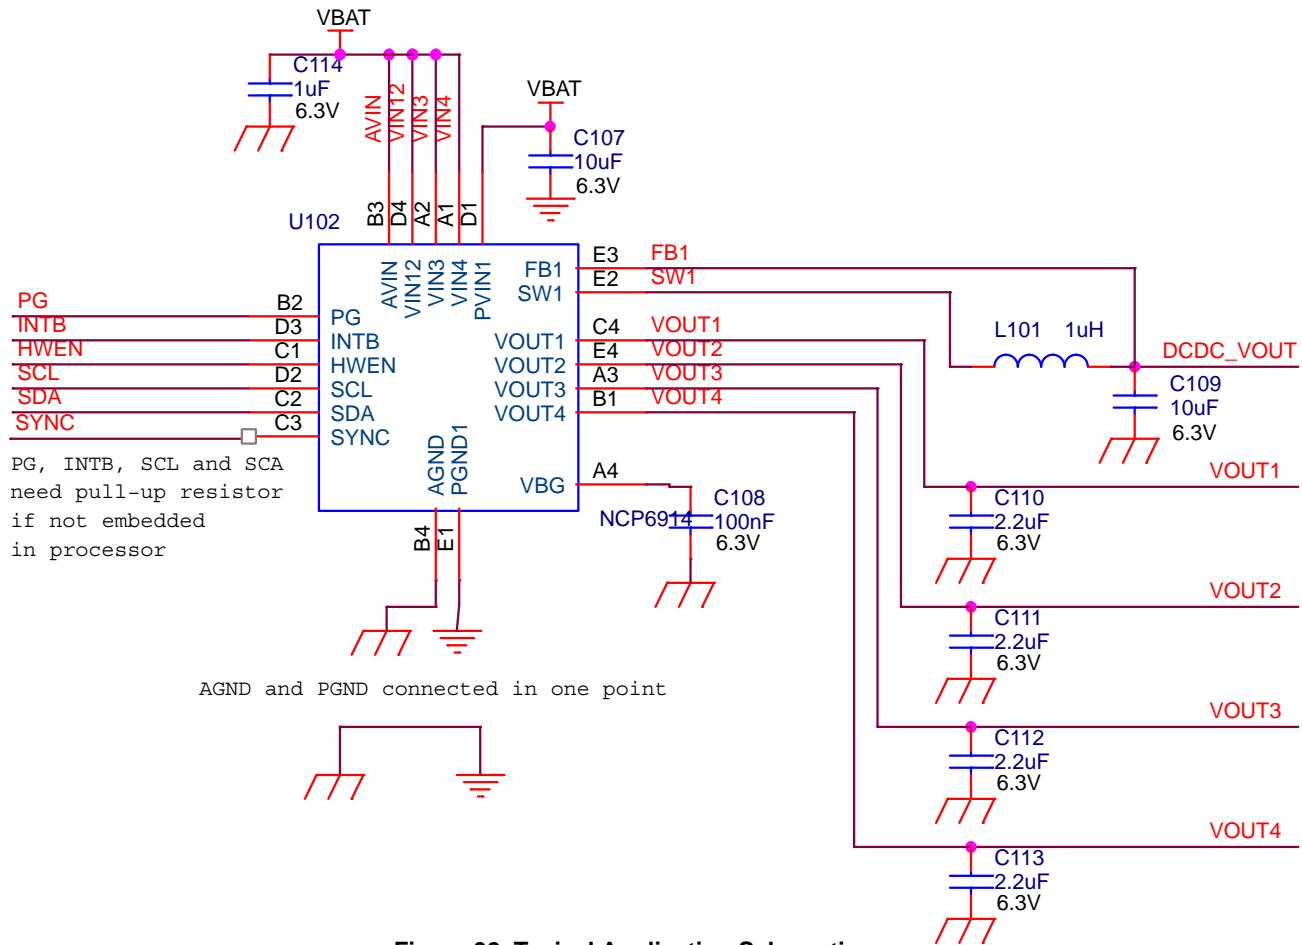 VBAT
C114
1uF
6.3V
AVIN
VIN12
VIN3
VIN4
VBAT
C107
10uF
6.3V
B3
D4
A2
A1
D1
U102
AVIN
VIN12
VIN3
VIN4
PVIN1
PG
INTB
HWEN
SCL
SDA
SYNC
B2
D3
C1
D2
C2
C3
PG
INTB
HWEN
SCL
SDA
SYNC
FB1
SW1
VOUT1
VOUT2
VOUT3
VOUT4
VBG
E3
E2
C4
E4
A3
B1
A4
FB1
SW1
VOUT1
VOUT2
VOUT3
VOUT4
AGND
PGND1
B4
E1
NCP6914
C108
100nF
6.3V
L101
1uH
DCDC_VOUT
C109
10uF
6.3V
VOUT1
C110
2.2uF
6.3V
VOUT2
C111
2.2uF
6.3V
VOUT3
C112
2.2uF
6.3V
VOUT4
C113
2.2uF
6.3V
PG, INTB, SCL and SCA
need pull-up resistor
if not embedded
in processor
AGND and PGND connected in one point